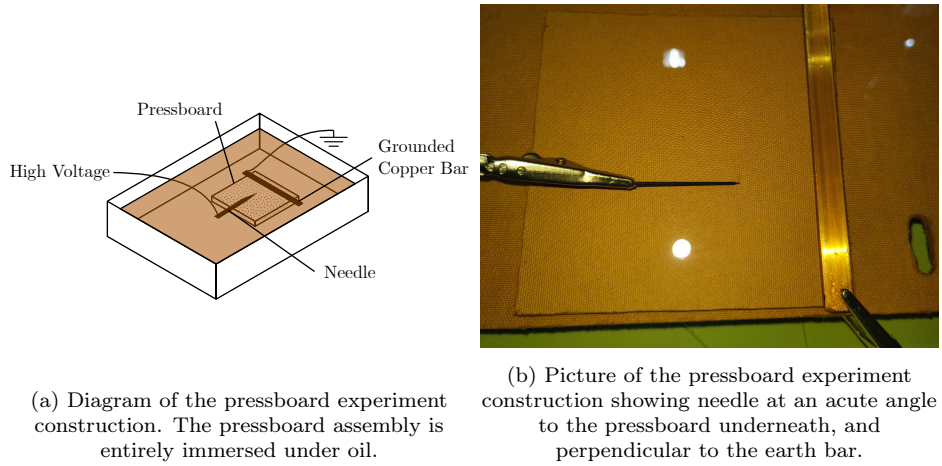 Pressboard
High Voltage
Grounded
Copper Bar
Needle
(a) Diagram of the pressboard experiment
construction. The pressboard assembly is
entirely immersed under oil.
(b) Picture of the pressboard experiment
construction showing needle at an acute angle
to the pressboard underneath, and
perpendicular to the earth bar.